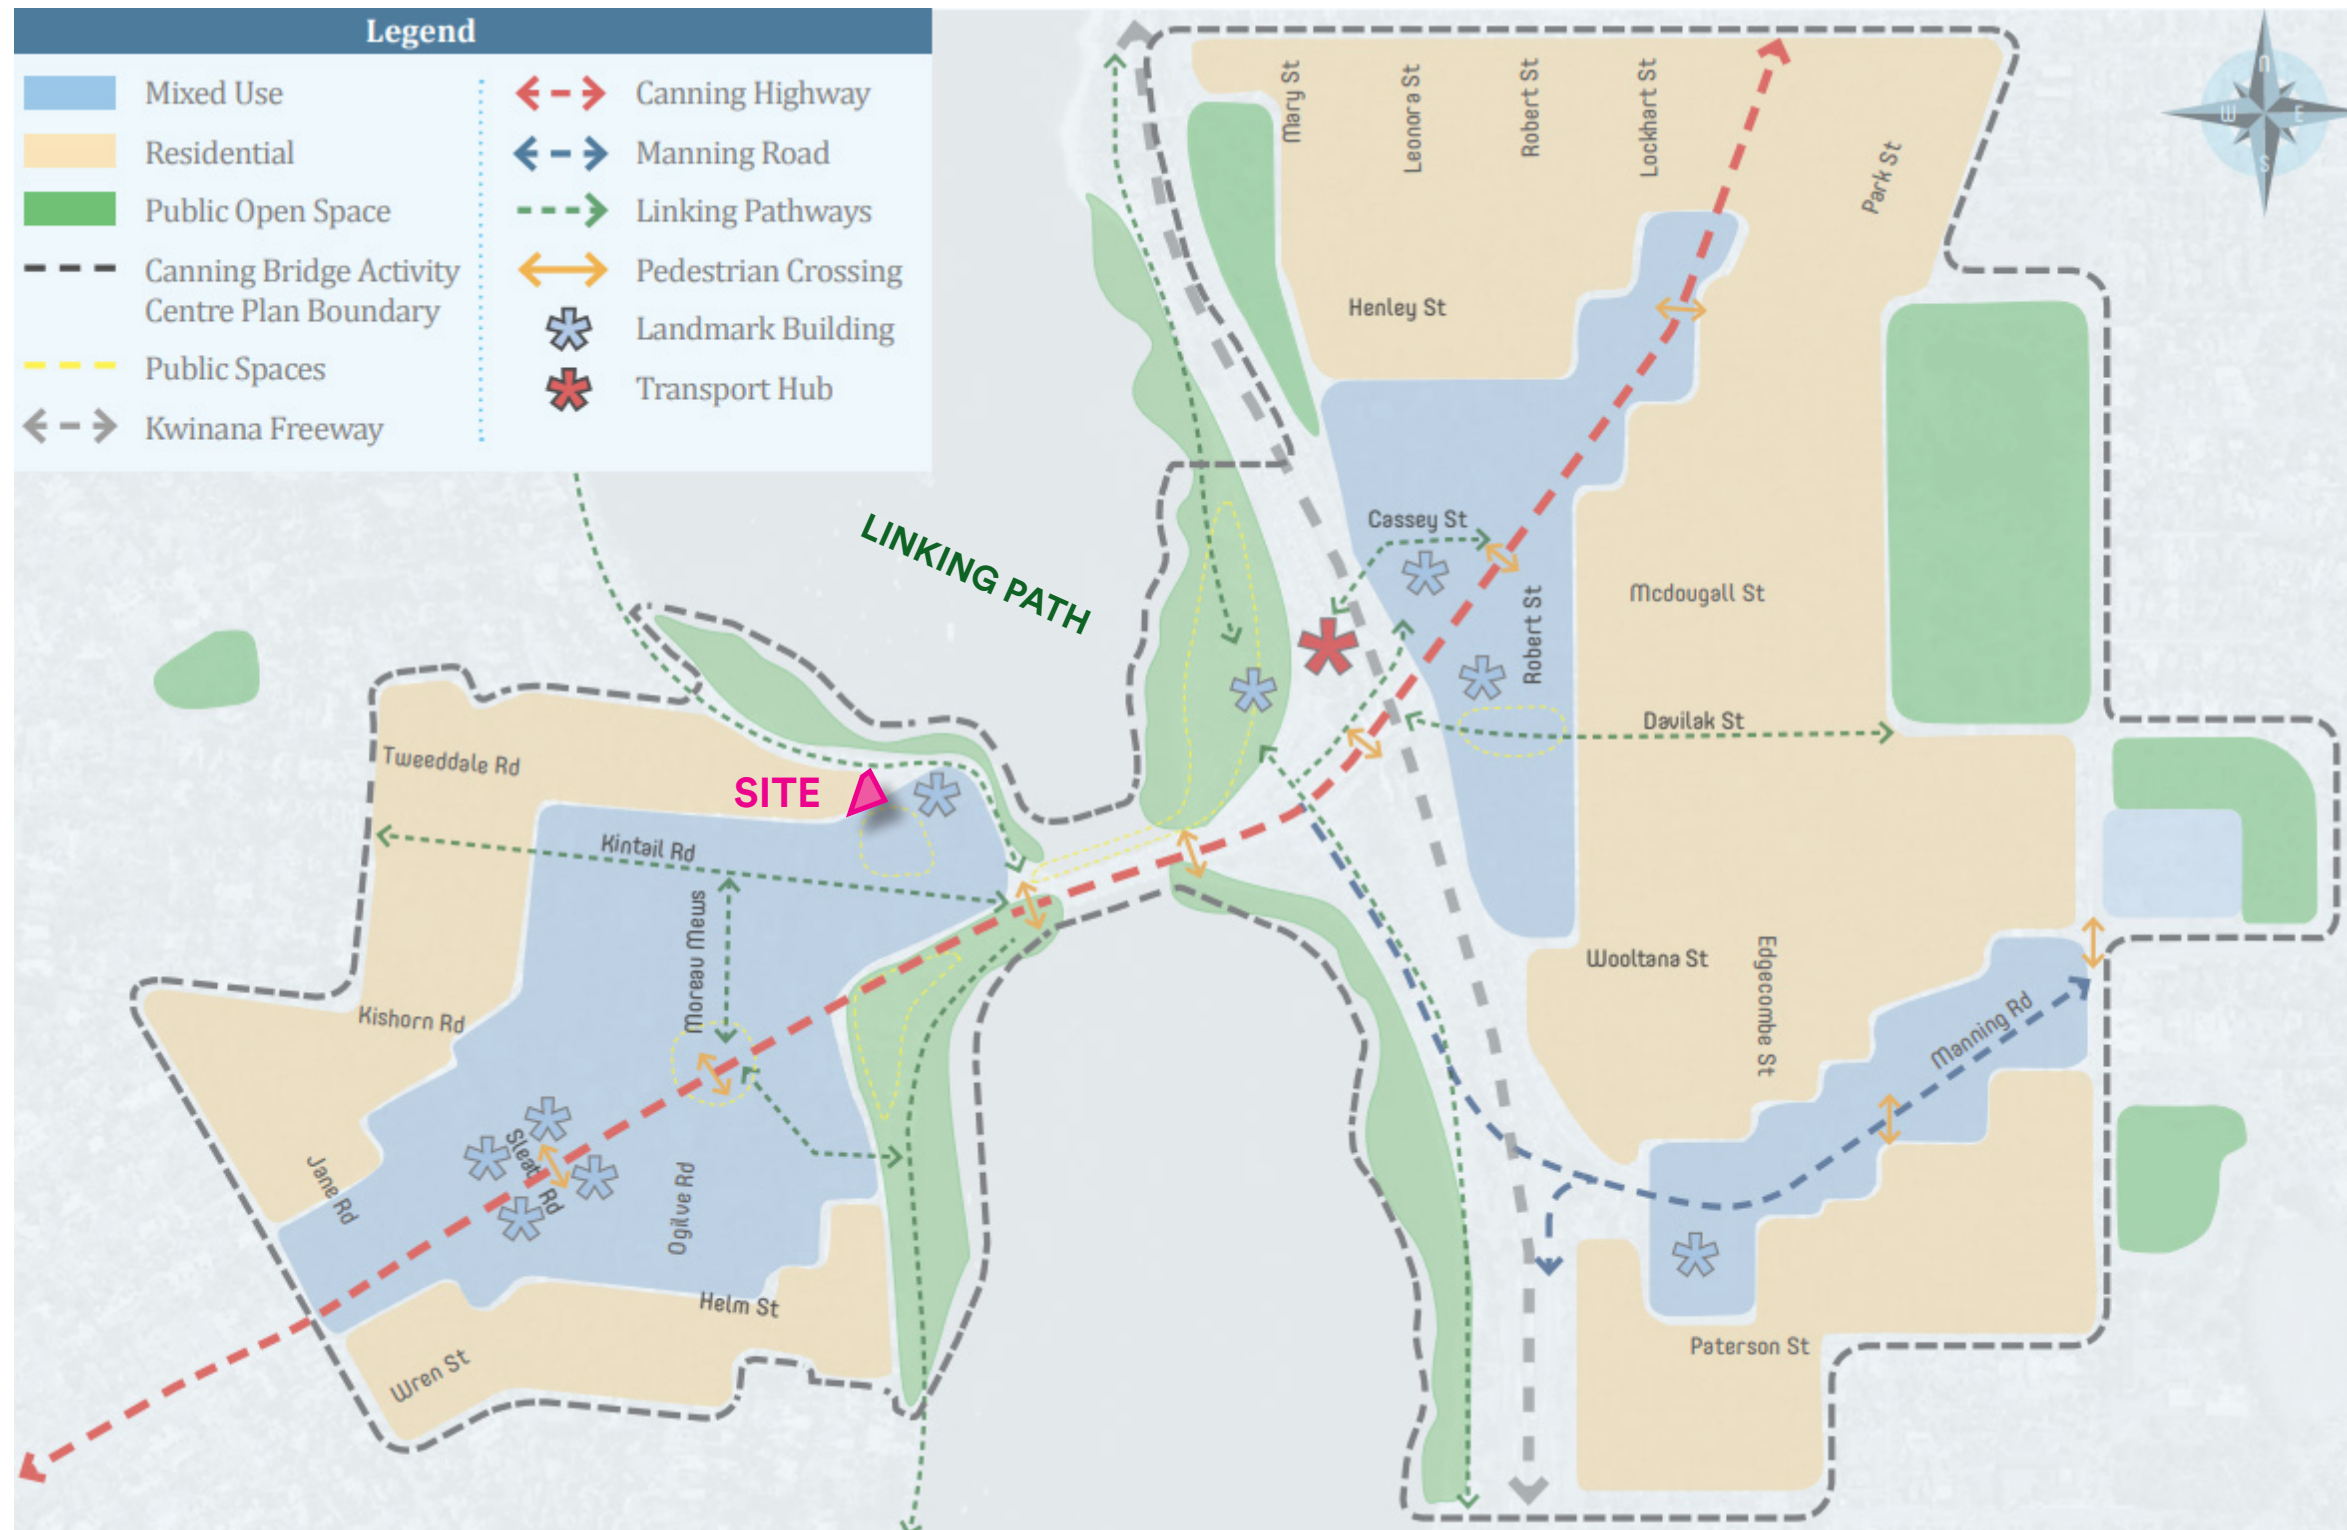 Legend
Mixed Use
Residential
Public Open Space
Canning Bridge Activity
Centre Plan Boundary
Public Spaces
Kwinana Freeway
Canning Highway
Manning Road
Linking Pathways
Pedestrian Crossing
Landmark Building
Transport Hub
N
W
E
S
Mary St
Leonora St
Robert St
Lockhart St
Park St
Henley St
Cassey St
LINKING PATH
Robert St
Mcdougall St
Davilak St
Tweeddale Rd
SITE
Kintail Rd
Moreau Mews
Kishorn Rd
Wooltana St
Edgecombe St
Manning Rd
Sleat Rd
Jane Rd
Ogilve Rd
Helm St
Wren St
Paterson St